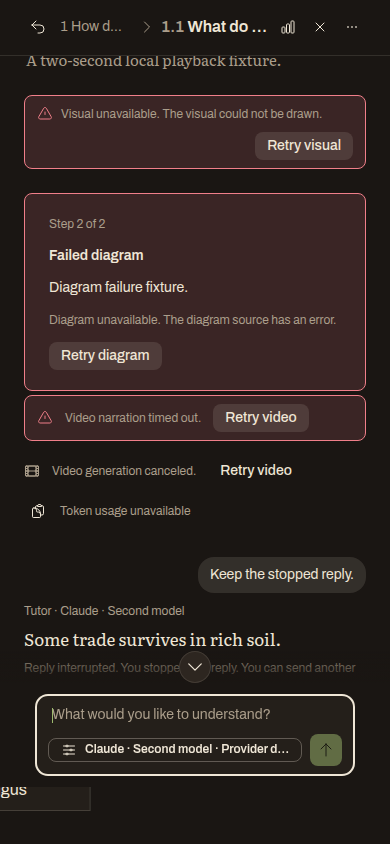 1 How d...
1.1 What do ...
A two-second local playback fixture.
Visual unavailable. The visual could not be drawn.
Retry visual
Step 2 of 2
Failed diagram
Diagram failure fixture.
Diagram unavailable. The diagram source has an error.
Retry diagram
Video narration timed out.
Retry video
Video generation canceled.
Retry video
Token usage unavailable
Keep the stopped reply.
Tutor · Claude · Second model
Some trade survives in rich soil.
Reply interrupted. You stoppe reply. You can send another
What would you like to understand?
Claude · Second model · Provider d...
gus